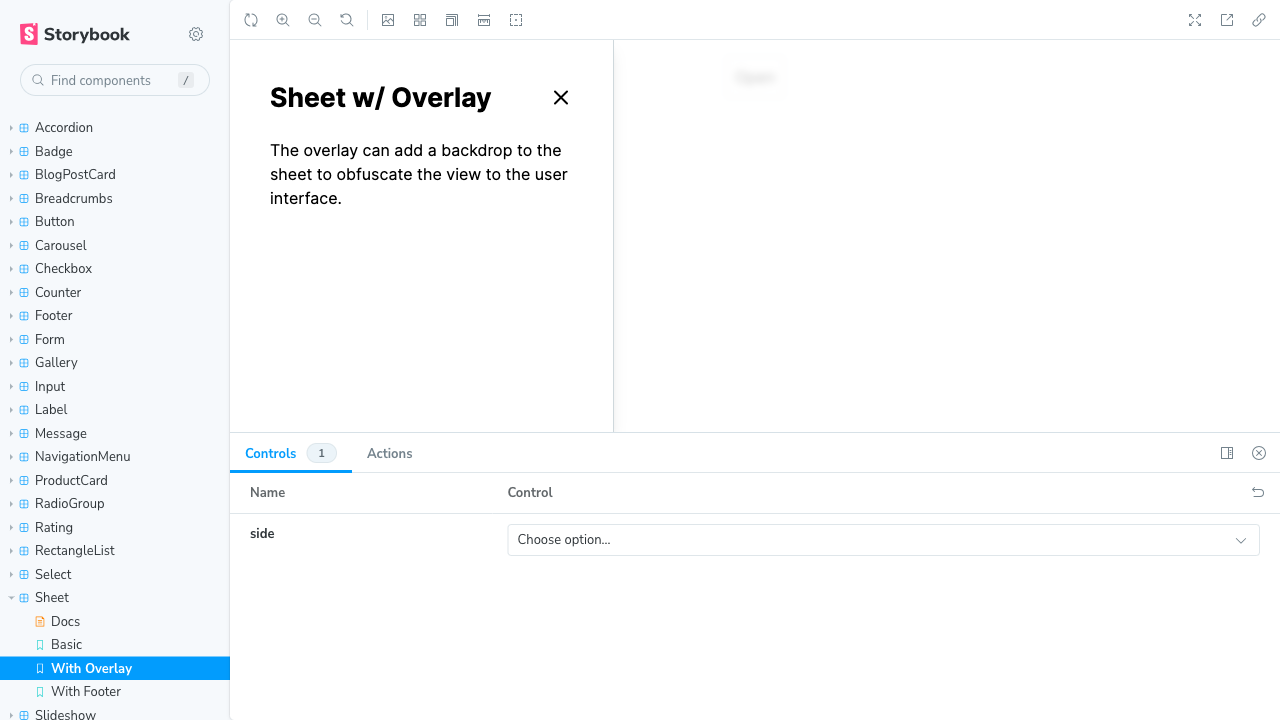 Storybook
Find components /
Accordion
Badge
BlogPostCard
Breadcrumbs
Button
Carousel
Checkbox
Counter
Footer
Form
Gallery
Input
Label
Message
NavigationMenu
ProductCard
RadioGroup
Rating
RectangleList
Select
Sheet
Docs
Basic
With Overlay
With Footer
Slideshow
Sheet w/ Overlay
The overlay can add a backdrop to the
sheet to obfuscate the view to the user
interface.
Open
Controls 1 Actions
Name Control
side Choose option...